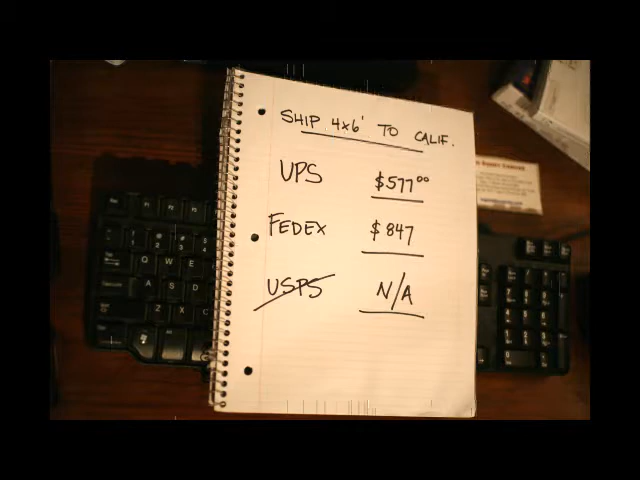 SHIP 4x6' TO CALIF.
UPS $577.00
FEDEX $847
USPS N/A
Q W E
A S D
Z X C